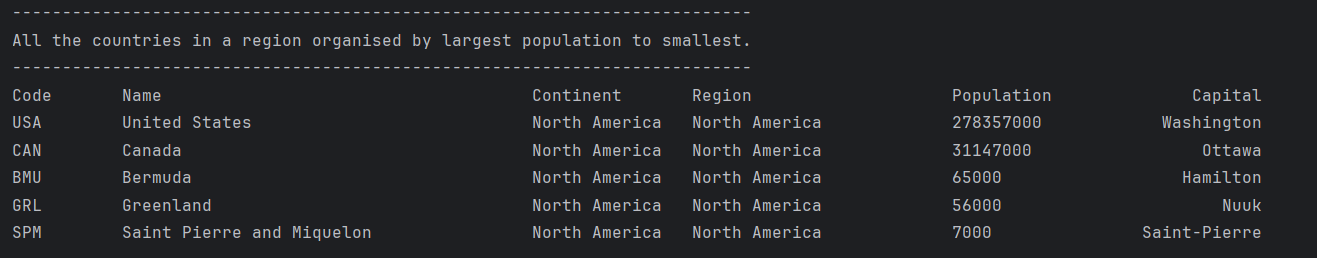 --------------------------------------------------------------------------
All the countries in a region organised by largest population to smallest.
--------------------------------------------------------------------------
Code       Name                                     Continent       Region                    Population              Capital
USA        United States                            North America   North America             278357000            Washington
CAN        Canada                                   North America   North America             31147000                 Ottawa
BMU        Bermuda                                  North America   North America             65000                  Hamilton
GRL        Greenland                                North America   North America             56000                      Nuuk
SPM        Saint Pierre and Miquelon                North America   North America             7000               Saint-Pierre